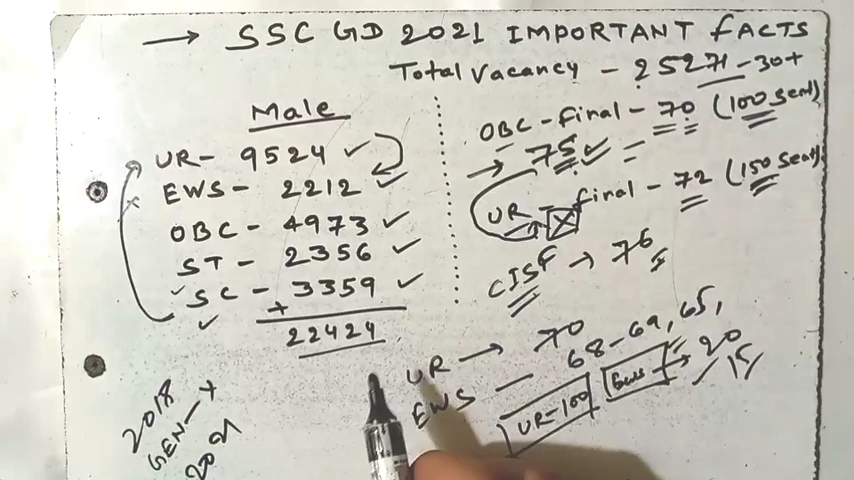 → SSC GD 2021 IMPORTANT FACTS
Total Vacancy - 25271 - 30+
Male
UR - 9524 ✓
EWS - 2212 ✓
OBC - 4973 ✓
ST - 2356 ✓
✓ SC - 3359 ✓
✓ +
22424
OBC - final - 70 (100 Seat)
→ 75 ✓ =
UR - final - 72 (150 Seat)
CISF → 76
UR → 70
EWS - 68-69, 65,
UR-100 Ews → 20
15
2018
GEN - Y
2021